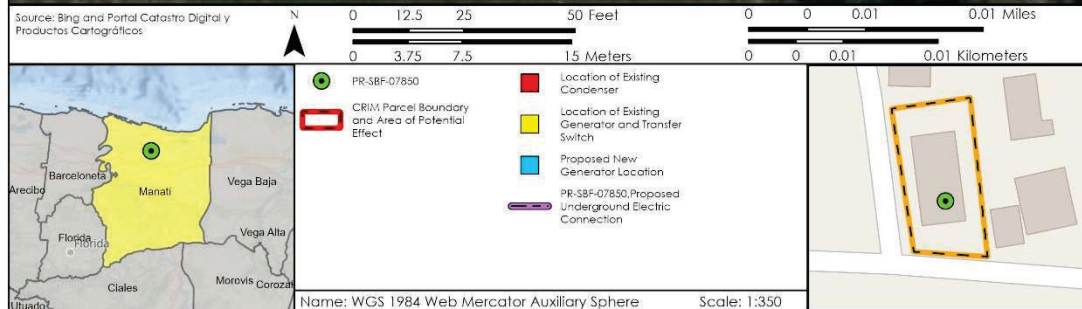 Source: Bing and Portal Catastro Digital y
Productos Cartográficos
N
0 12.5 25 50 Feet
0 3.75 7.5 15 Meters
0 0 0.01 0.01 Miles
0 0 0.01 0.01 Kilometers
PR-SBF-07850
CRIM Parcel Boundary
and Area of Potential
Effect
Location of Existing
Condenser
Location of Existing
Generator and Transfer
Switch
Proposed New
Generator Location
PR-SBF-07850,Proposed
Underground Electric
Connection
Arecibo
Barceloneta
Manatí
Vega Baja
Florida
Florida
Vega Alta
Utuado
Ciales
Morovis
Coroza
Name: WGS 1984 Web Mercator Auxiliary Sphere
Scale: 1:350